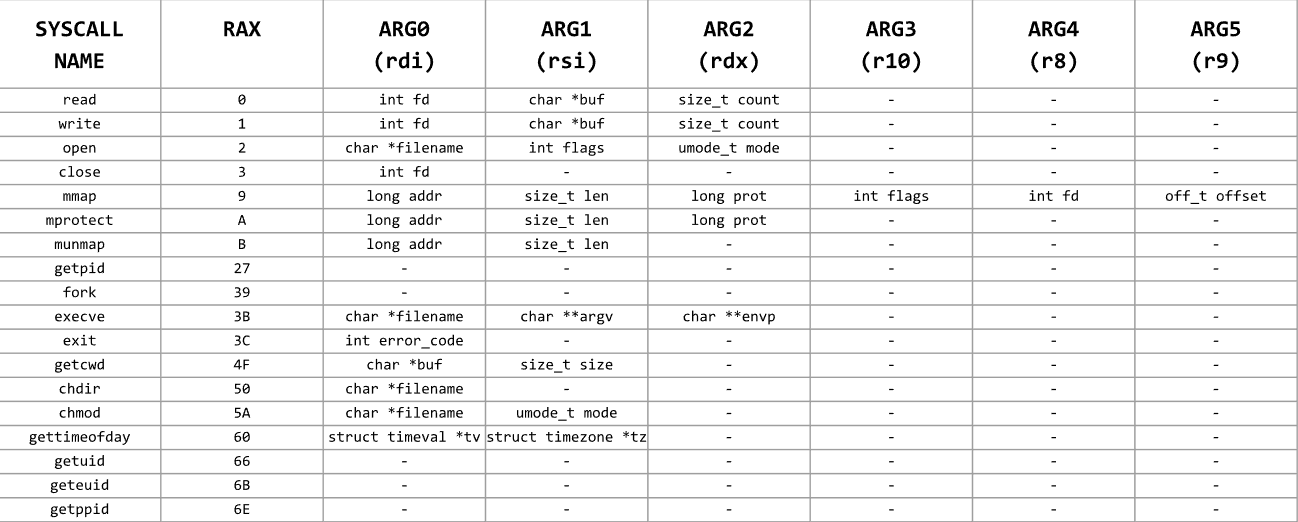 SYSCALL NAME RAX ARG0 (rdi) ARG1 (rsi) ARG2 (rdx) ARG3 (r10) ARG4 (r8) ARG5 (r9)
read 0 int fd char *buf size_t count - - -
write 1 int fd char *buf size_t count - - -
open 2 char *filename int flags umode_t mode - - -
close 3 int fd - - - - -
mmap 9 long addr size_t len long prot int flags int fd off_t offset
mprotect A long addr size_t len long prot - - -
munmap B long addr size_t len - - - -
getpid 27 - - - - - -
fork 39 - - - - - -
execve 3B char *filename char **argv char **envp - - -
exit 3C int error_code - - - - -
getcwd 4F char *buf size_t size - - - -
chdir 50 char *filename - - - - -
chmod 5A char *filename umode_t mode - - - -
gettimeofday 60 struct timeval *tv struct timezone *tz - - - -
getuid 66 - - - - - -
geteuid 6B - - - - - -
getppid 6E - - - - - -